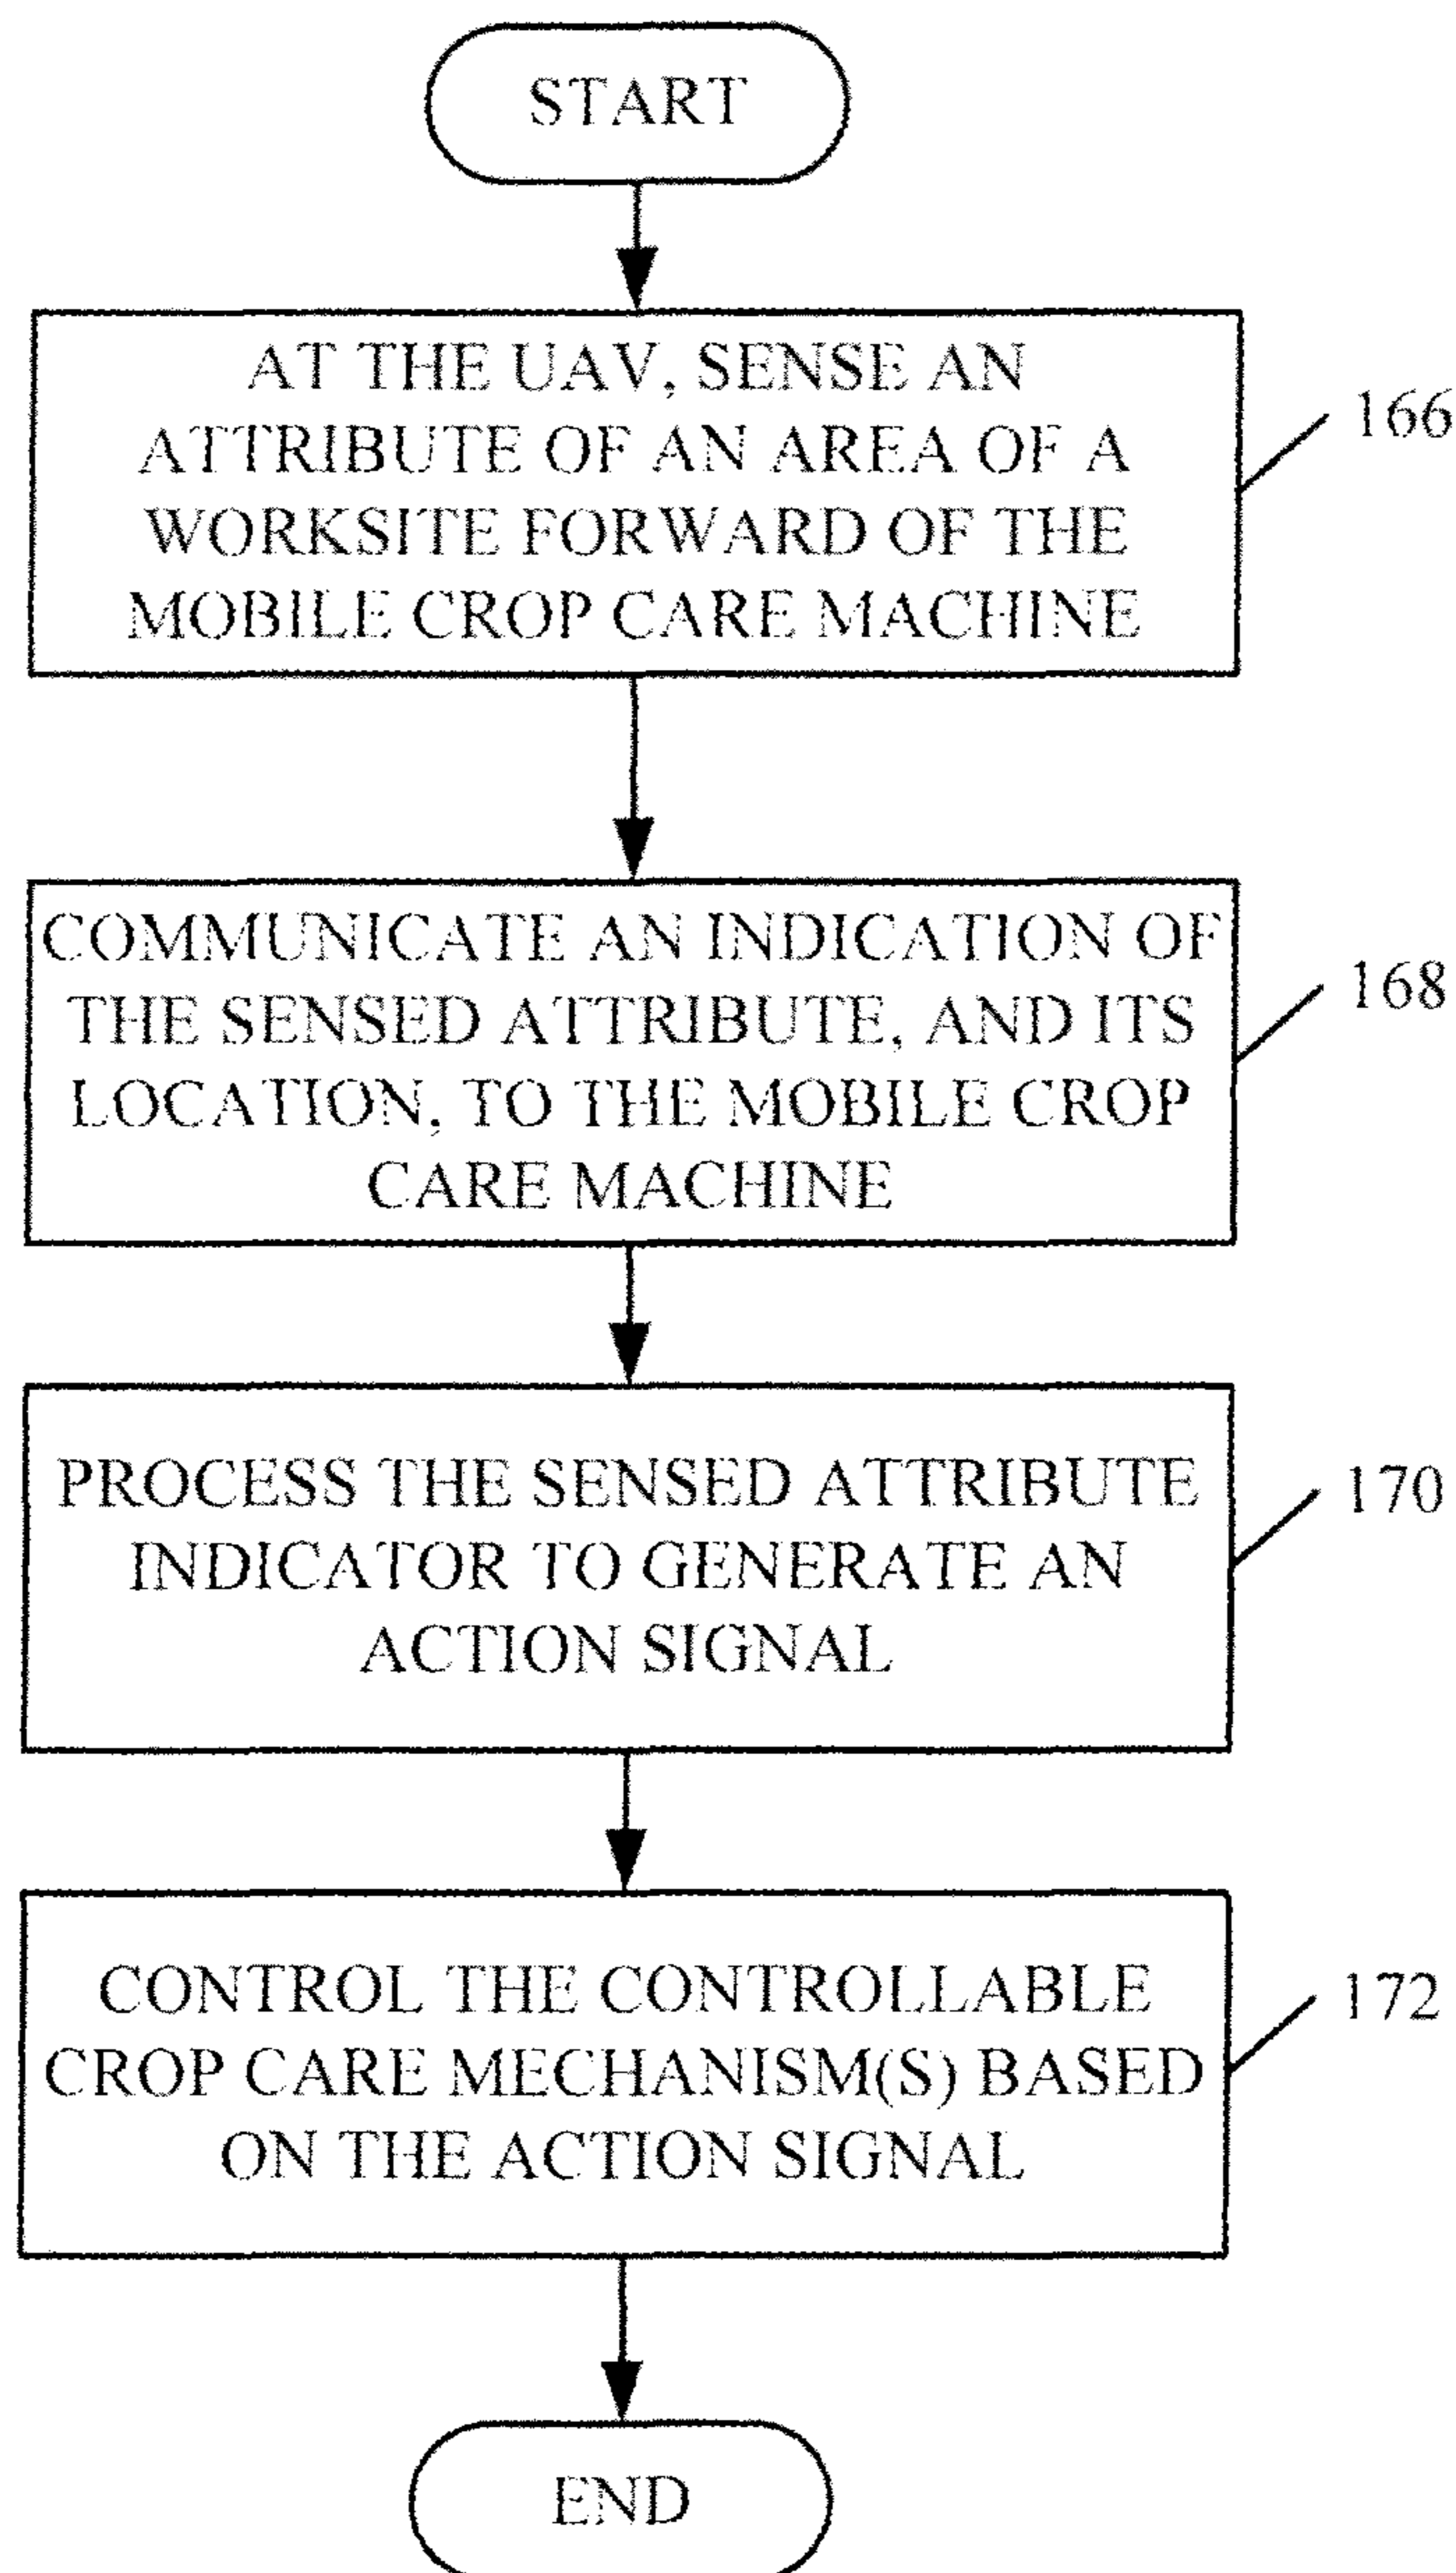 START
AT THE UAV, SENSE AN
ATTRIBUTE OF AN AREA OF A
WORKSITE FORWARD OF THE
MOBILE CROP CARE MACHINE
166
COMMUNICATE AN INDICATION OF
THE SENSED ATTRIBUTE, AND ITS
LOCATION, TO THE MOBILE CROP
CARE MACHINE
168
PROCESS THE SENSED ATTRIBUTE
INDICATOR TO GENERATE AN
ACTION SIGNAL
170
CONTROL THE CONTROLLABLE
CROP CARE MECHANISM(S) BASED
ON THE ACTION SIGNAL
172
END